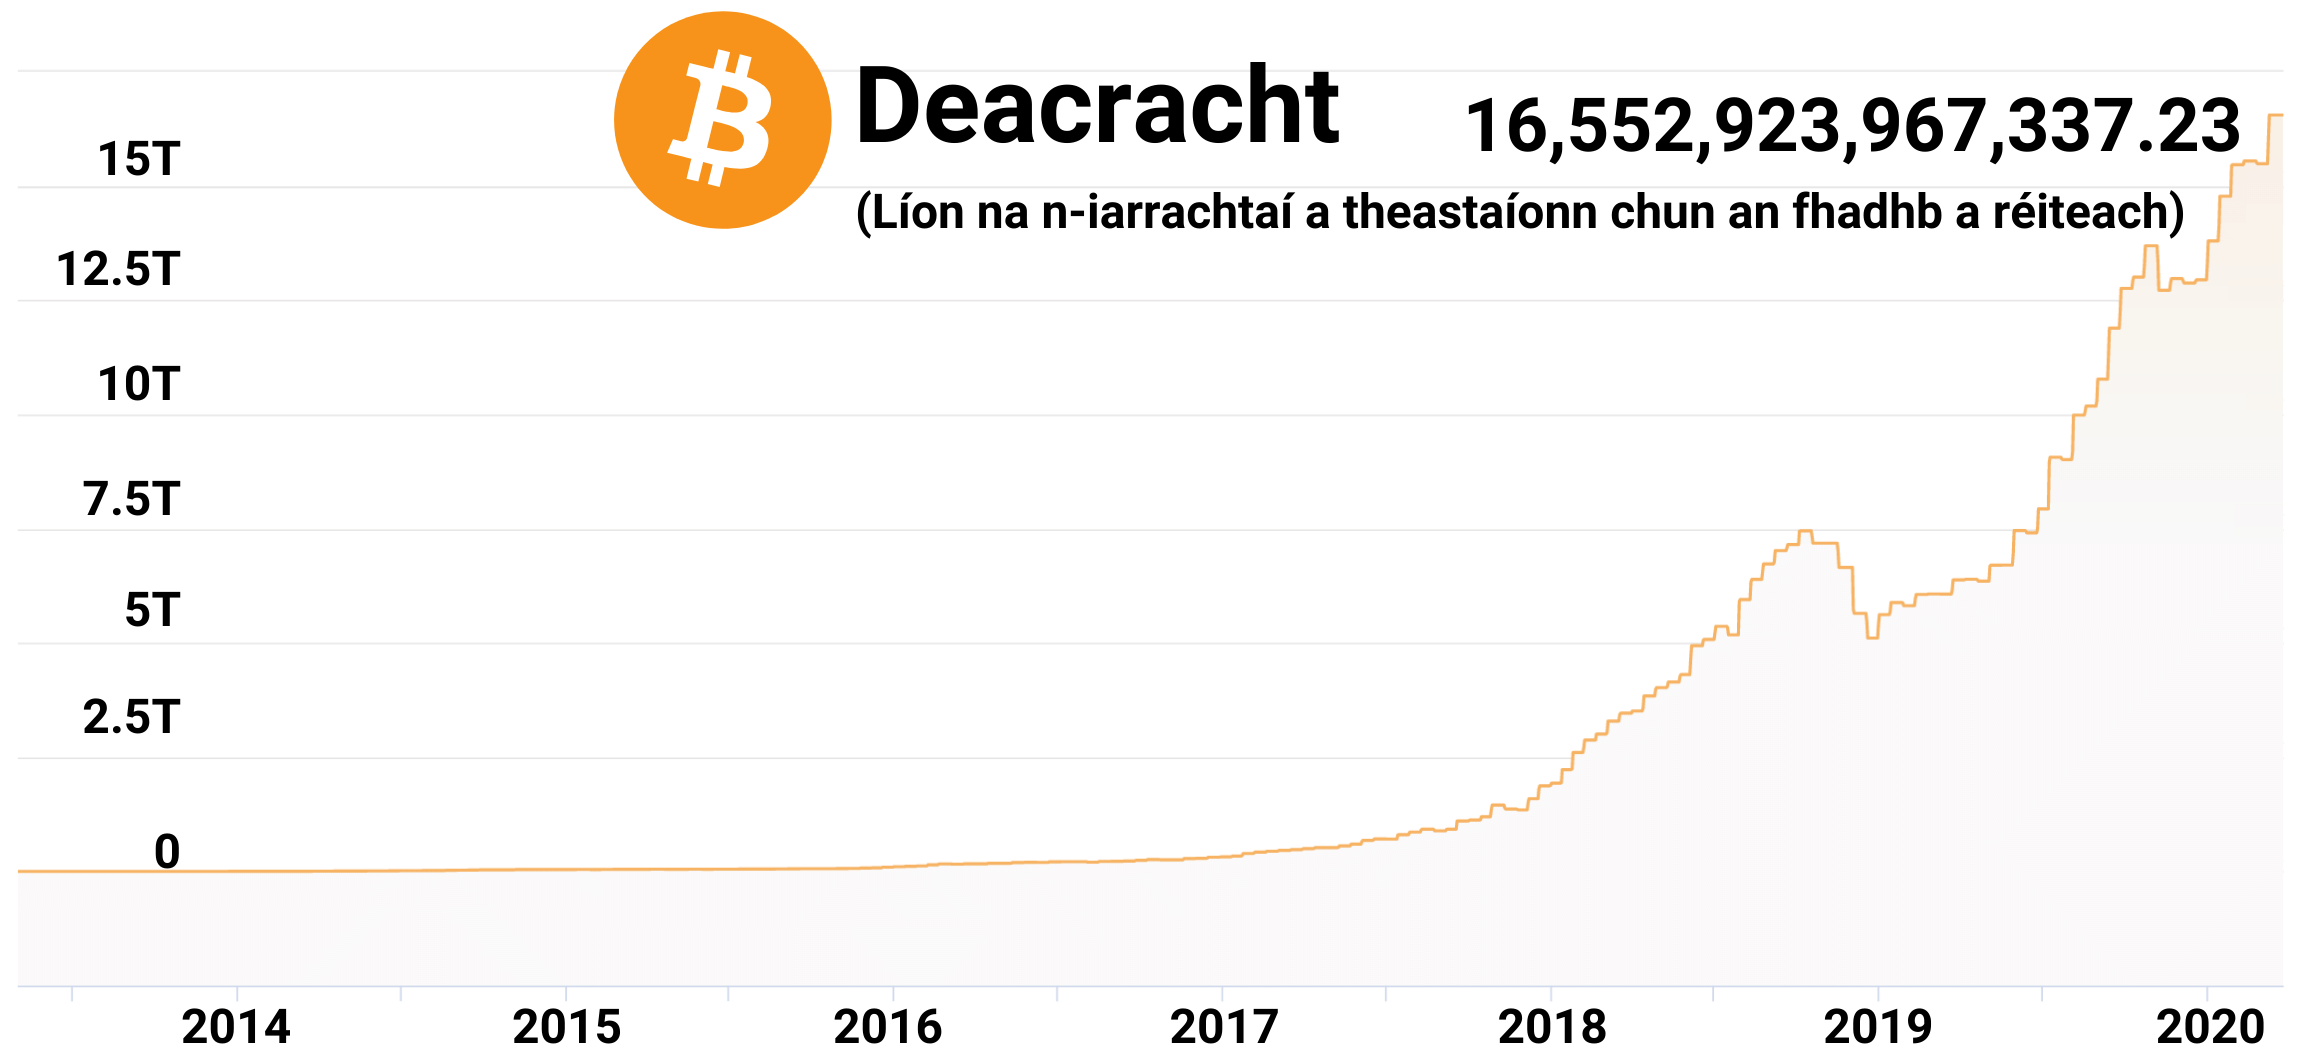 Deacracht
16,552,923,967,337.23
(Líon na n-iarrachtaí a theastaíonn chun an fhadhb a réiteach)
15T
12.5T
10T
7.5T
5T
2.5T
0
2014 2015 2016 2017 2018 2019 2020